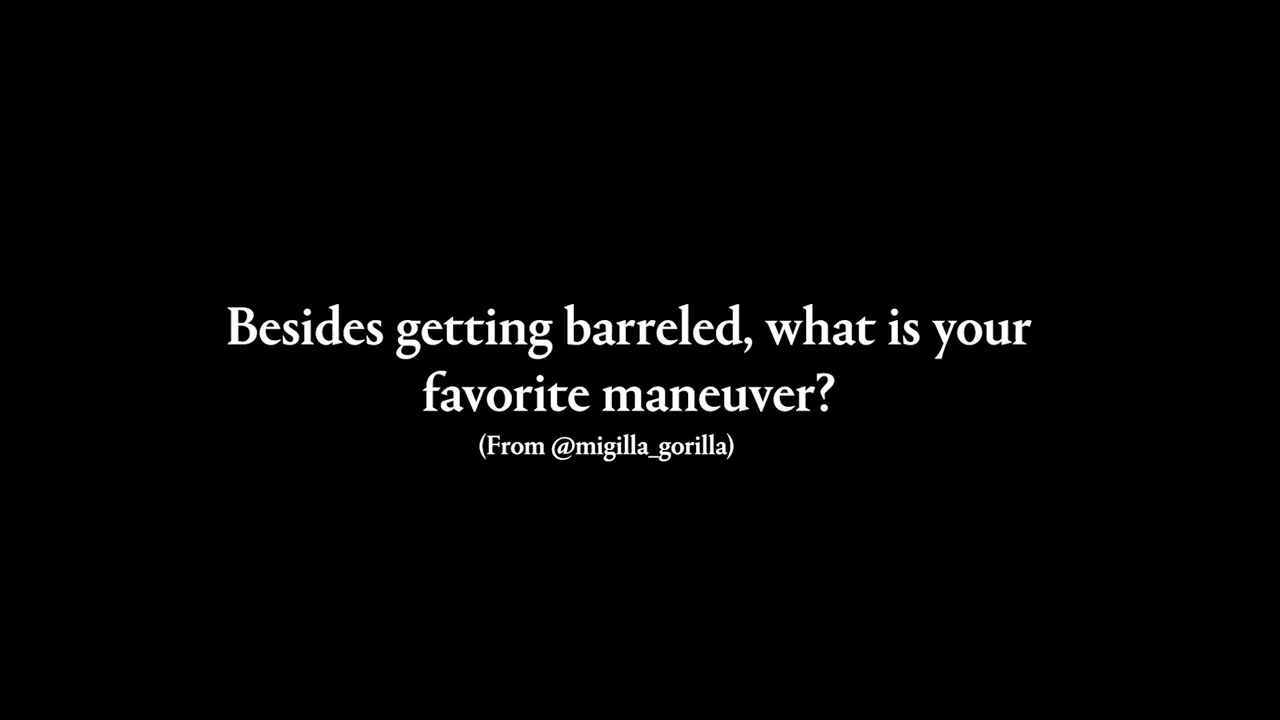 Besides getting barreled, what is your
favorite maneuver?
(From @migilla_gorilla)